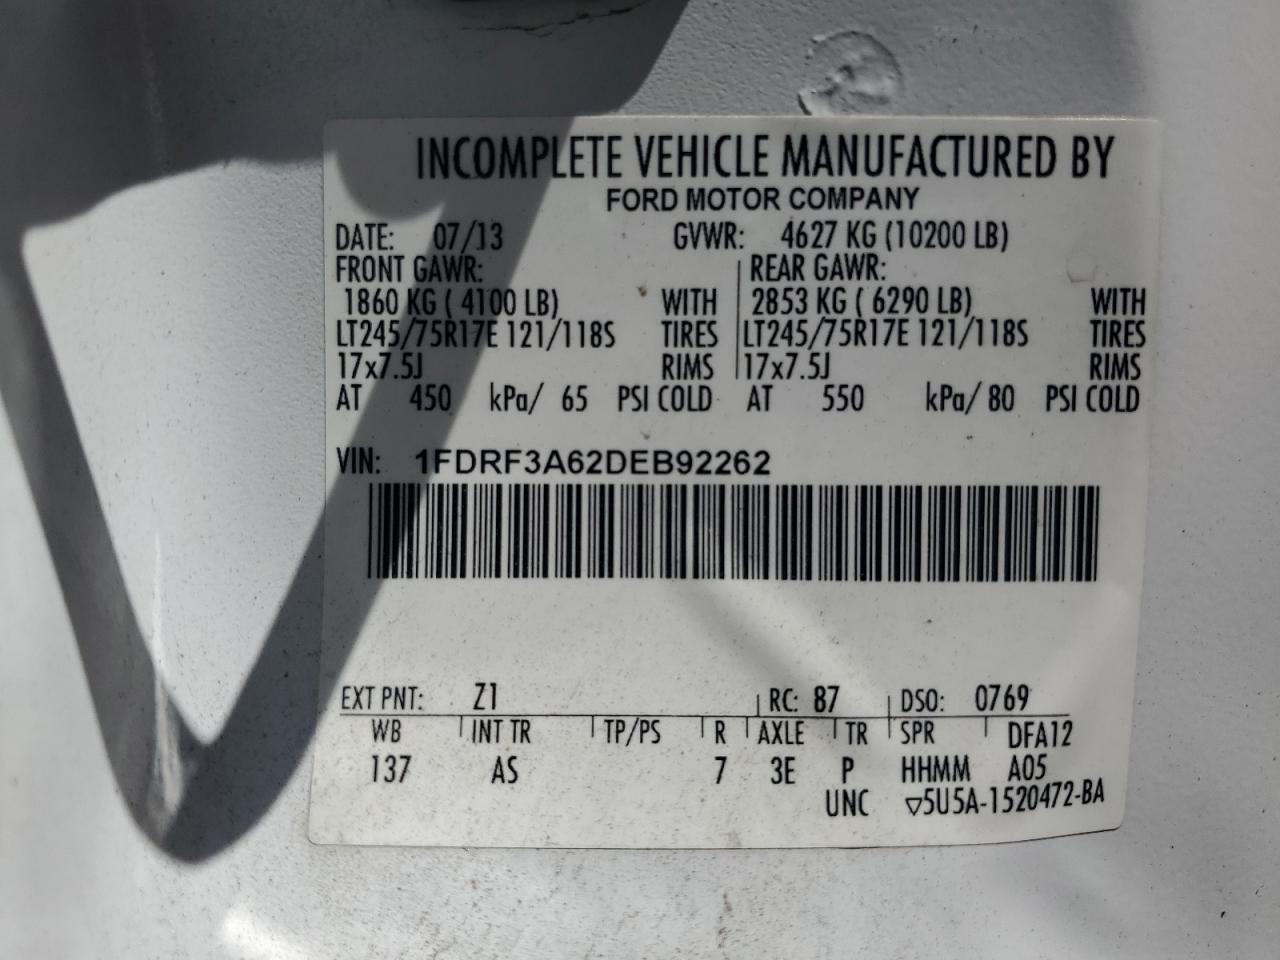 INCOMPLETE VEHICLE MANUFACTURED BY
FORD MOTOR COMPANY
DATE: 07/13 GVWR: 4627 KG (10200 LB)
FRONT GAWR: REAR GAWR:
1860 KG ( 4100 LB) WITH 2853 KG ( 6290 LB) WITH
LT245/75R17E 121/118S TIRES LT245/75R17E 121/118S TIRES
17x7.5J RIMS 17x7.5J RIMS
AT 450 kPa/ 65 PSI COLD AT 550 kPa/ 80 PSI COLD
VIN: 1FDRF3A62DEB92262
EXT PNT: Z1 RC: 87 DSO: 0769
WB INT TR TP/PS R AXLE TR SPR DFA12
137 AS 7 3E P HHMM A05
UNC ▽5U5A-1520472-BA